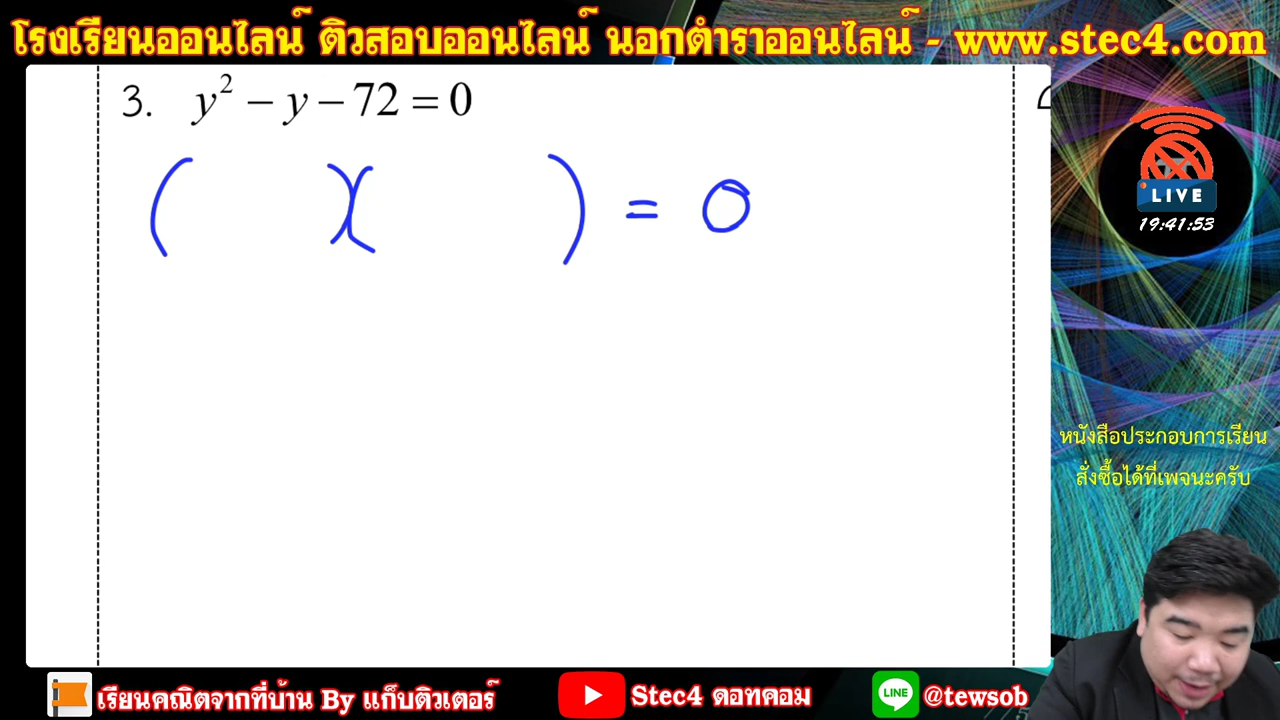 โรงเรียนออนไลน์ ติวสอบออนไลน์ นอกตำราออนไลน์ - www.stec4.com
3. y² – y – 72 = 0
( )( ) = 0
LIVE
19:41:53
หนังสือประกอบการเรียน
สั่งซื้อได้ที่เพจนะครับ
เรียนคณิตจากที่บ้าน By แก็บติวเตอร์
Stec4 ดอทคอม
LINE @tewsob